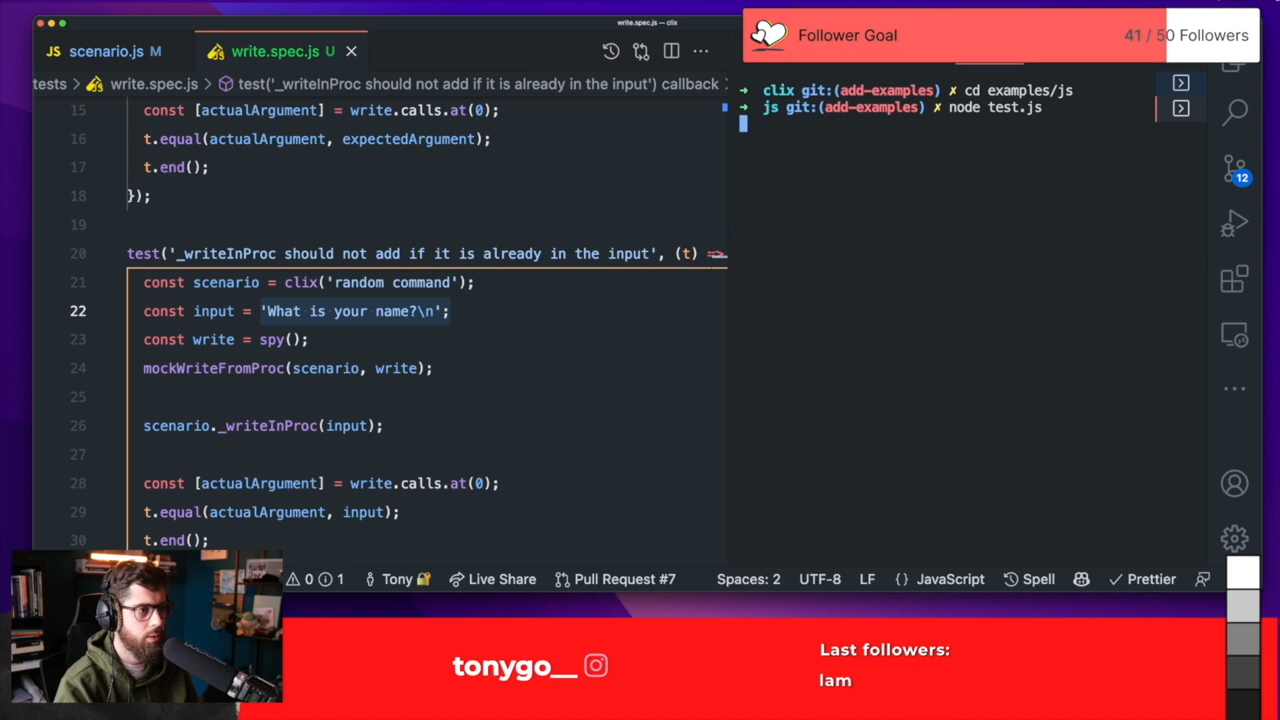 write.spec.js — clix
JS scenario.js M
write.spec.js U
tests > write.spec.js > test('_writeInProc should not add if it is already in the input') callback
15 const [actualArgument] = write.calls.at(0);
16 t.equal(actualArgument, expectedArgument);
17 t.end();
18 });
19
20 test('_writeInProc should not add if it is already in the input', (t) =>
21 const scenario = clix('random command');
22 const input = 'What is your name?\n';
23 const write = spy();
24 mockWriteFromProc(scenario, write);
25
26 scenario._writeInProc(input);
27
28 const [actualArgument] = write.calls.at(0);
29 t.equal(actualArgument, input);
30 t.end();
Follower Goal 41 / 50 Followers
➜ clix git:(add-examples) ✗ cd examples/js
➜ js git:(add-examples) ✗ node test.js
12
0 1 Tony Live Share Pull Request #7 Spaces: 2 UTF-8 LF {} JavaScript Spell Prettier
tonygo__
Last followers:
lam